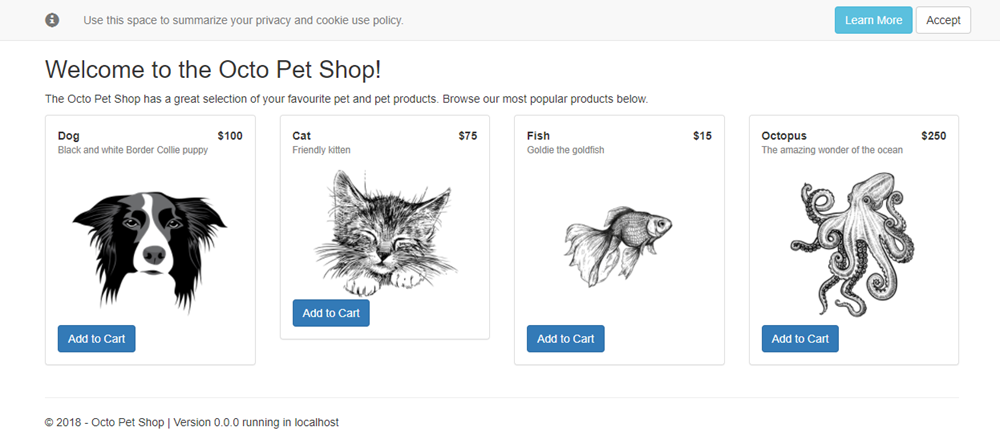 Use this space to summarize your privacy and cookie use policy.
Learn More
Accept
Welcome to the Octo Pet Shop!
The Octo Pet Shop has a great selection of your favourite pet and pet products. Browse our most popular products below.
Dog $100
Black and white Border Collie puppy
Add to Cart
Cat $75
Friendly kitten
Add to Cart
Fish $15
Goldie the goldfish
Add to Cart
Octopus $250
The amazing wonder of the ocean
Add to Cart
© 2018 - Octo Pet Shop | Version 0.0.0 running in localhost